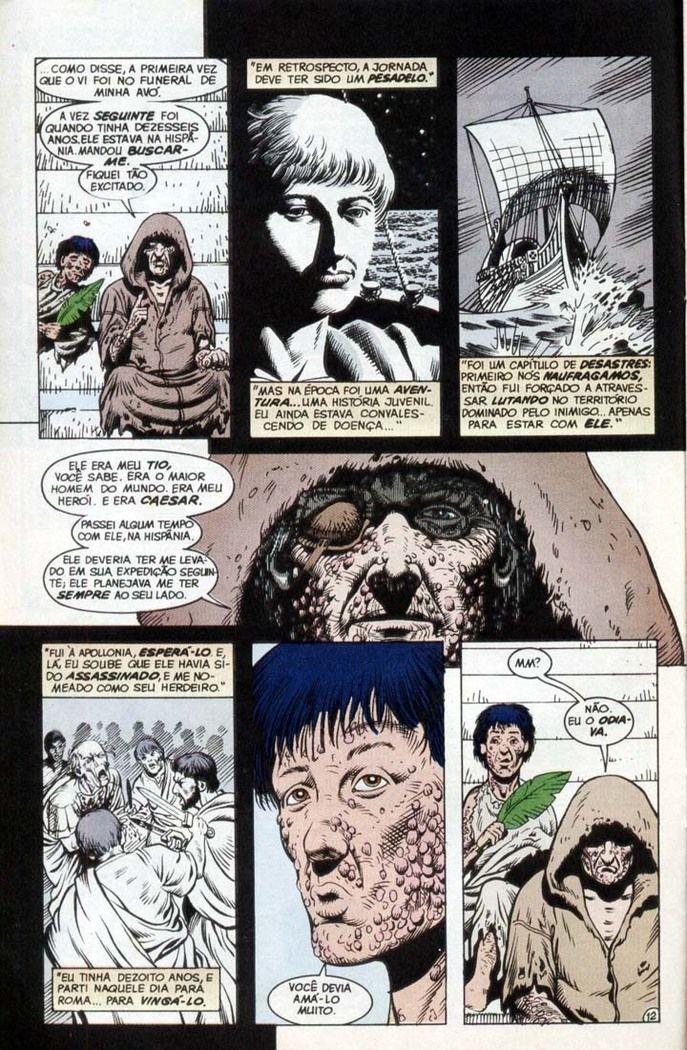 ...COMO DISSE, A PRIMEIRA VEZ
QUE O VI FOI NO FUNERAL DE
MINHA AVÓ.
A VEZ SEGUINTE FOI
QUANDO TINHA DEZESSEIS
ANOS. ELE ESTAVA NA HISPÂ-
NIA. MANDOU BUSCAR-
ME.
FIQUEI TÃO
EXCITADO.
"EM RETROSPECTO, A JORNADA
DEVE TER SIDO UM PESADELO."
"MAS NA ÉPOCA FOI UMA AVEN-
TURA...UMA HISTÓRIA JUVENIL.
EU AINDA ESTAVA CONVALES-
CENDO DE DOENÇA..."
"FOI UM CAPÍTULO DE DESASTRES:
PRIMEIRO NÓS NAUFRAGAMOS,
ENTÃO FUI FORÇADO A ATRAVES-
SAR LUTANDO NO TERRITÓRIO
DOMINADO PELO INIMIGO...APENAS
PARA ESTAR COM ELE."
ELE ERA MEU TIO,
VOCÊ SABE. ERA O MAIOR
HOMEM DO MUNDO. ERA MEU
HERÓI. E ERA CAESAR.
PASSEI ALGUM TEMPO
COM ELE, NA HISPÂNIA.
ELE DEVERIA TER ME LEVA-
DO EM SUA EXPEDIÇÃO SEGUIN-
TE; ELE PLANEJAVA ME TER
SEMPRE AO SEU LADO.
"FUI À APOLLONIA, ESPERÁ-LO. E,
LÁ, EU SOUBE QUE ELE HAVIA SÍ-
DO ASSASSINADO, E ME NO-
MEADO COMO SEU HERDEIRO."
"EU TINHA DEZOITO ANOS, E
PARTI NAQUELE DIA PARÁ
ROMA... PARA VINGÁ-LO.
VOCÊ DEVIA
AMÁ-LO
MUITO.
MM?
NÃO.
EU O ODIA-
VA.
12